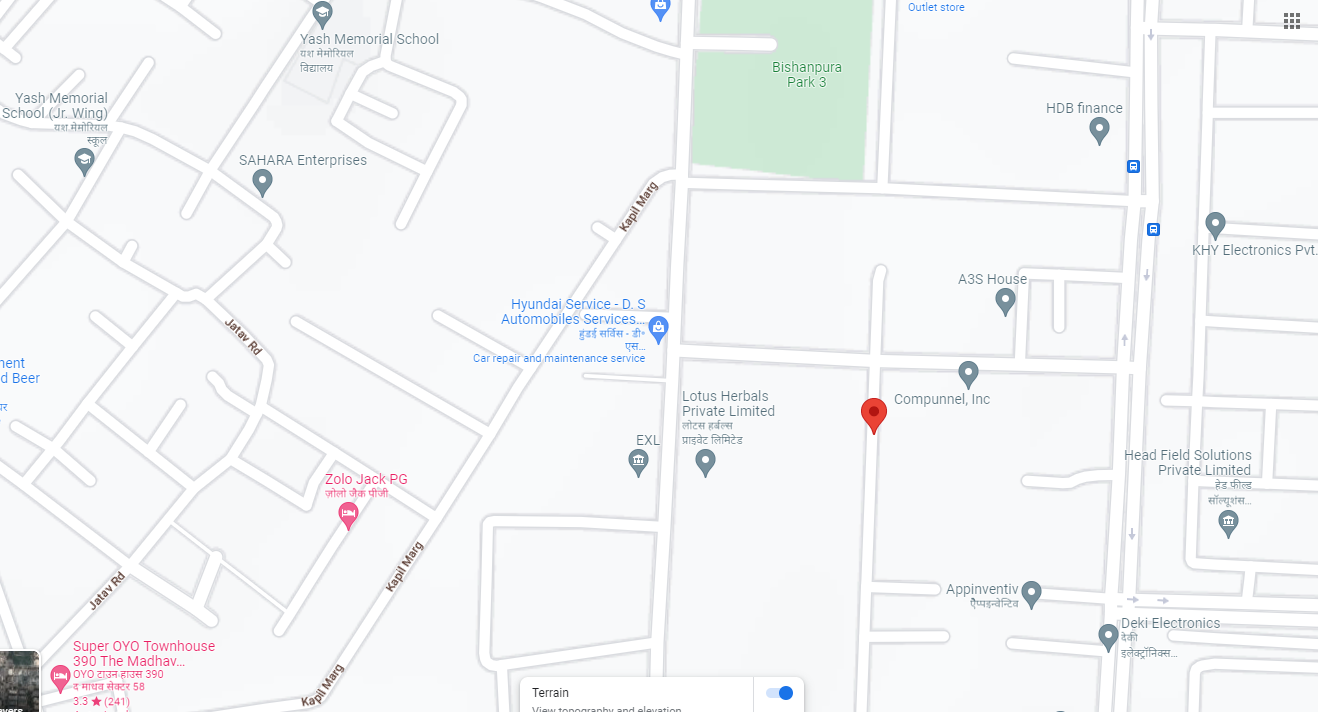 Outlet store
Yash Memorial School
यश मेमोरियल
विद्यालय
Bishanpura
Park 3
Yash Memorial
School (Jr. Wing)
यश मेमोरियल
स्कूल
HDB finance
SAHARA Enterprises
Kapil Marg
KHY Electronics Pvt.
A3S House
Hyundai Service - D. S
Automobiles Services...
हुंडई सर्विस - डी॰
एस...
Car repair and maintenance service
Jatav Rd
ment
d Beer
Lotus Herbals
Private Limited
लोटस हर्बल्स
प्राइवेट लिमिटेड
Compunnel, Inc
EXL
Head Field Solutions
Private Limited
हेड फील्ड
सॉल्यूशंस...
Zolo Jack PG
ज़ोलो जैक पीजी
Kapil Marg
Jatav Rd
Appinventiv
ऐप्पइन्वेन्टिव
Deki Electronics
देकी
इलेक्ट्रॉनिक्स...
Super OYO Townhouse
390 The Madhav...
OYO टाउन हाउस 390
द माधव सेक्टर 58
3.3 ★ (241)
Kapil Marg
Terrain
View topography and elevation